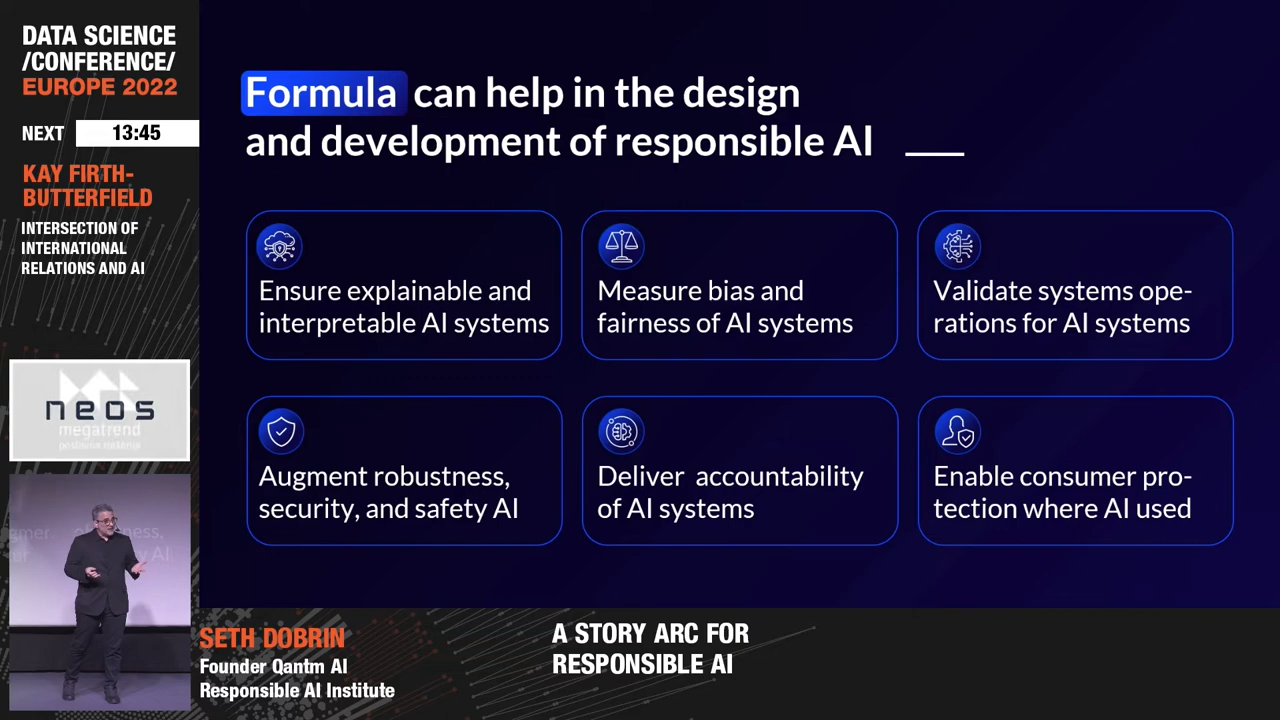 DATA SCIENCE
/CONFERENCE/
EUROPE 2022
NEXT 13:45
KAY FIRTH-
BUTTERFIELD
INTERSECTION OF
INTERNATIONAL
RELATIONS AND AI
neos
megatrend
Formula can help in the design
and development of responsible AI
Ensure explainable and
interpretable AI systems
Measure bias and
fairness of AI systems
Validate systems ope-
rations for AI systems
Augment robustness,
security, and safety AI
Deliver accountability
of AI systems
Enable consumer pro-
tection where AI used
SETH DOBRIN
Founder Qantm AI
Responsible AI Institute
A STORY ARC FOR
RESPONSIBLE AI